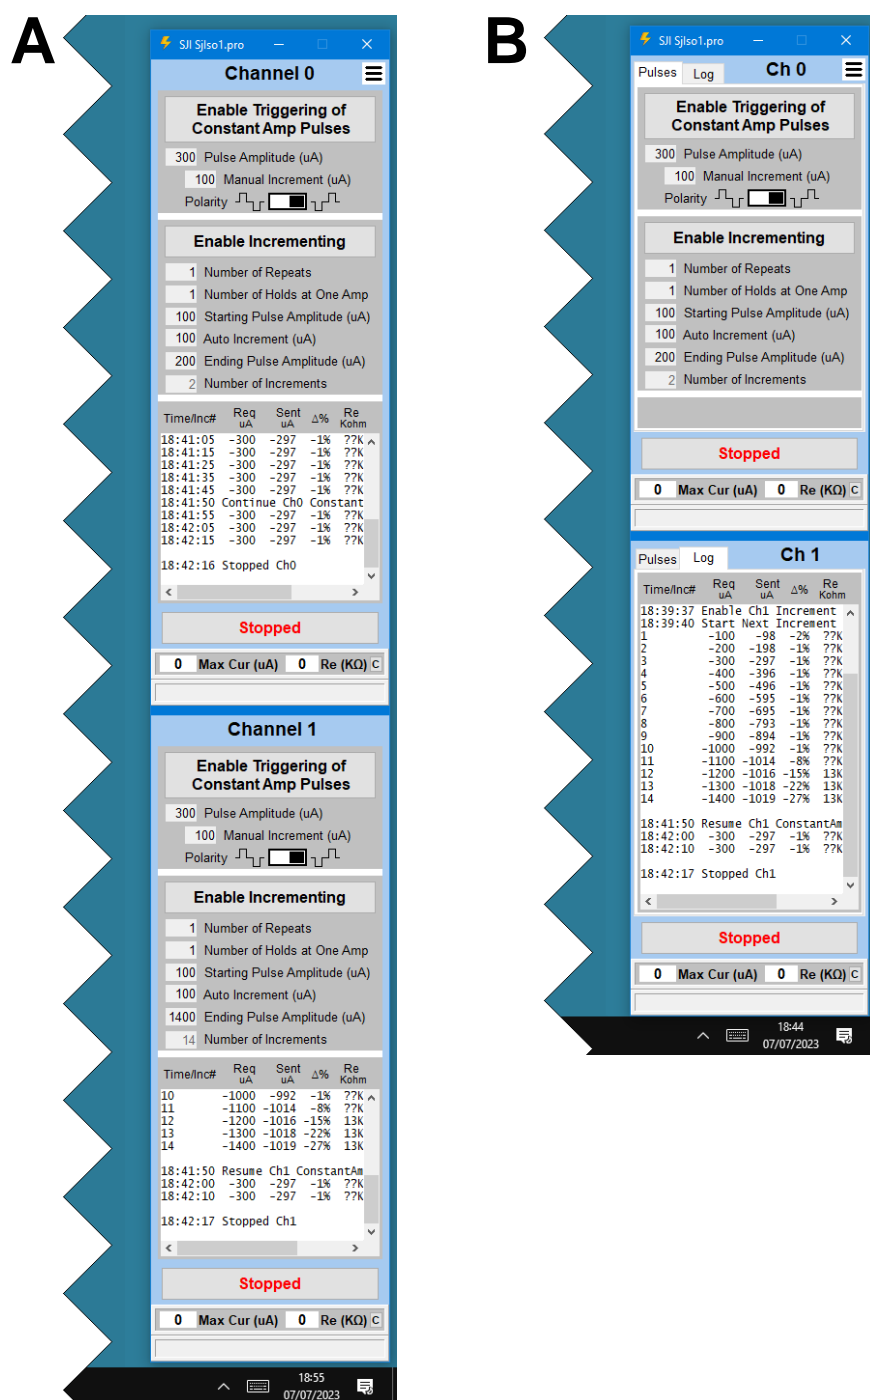 A
SJI SjIso1.pro
Channel 0
Enable Triggering of
Constant Amp Pulses
300 Pulse Amplitude (uA)
100 Manual Increment (uA)
Polarity
Enable Incrementing
1 Number of Repeats
1 Number of Holds at One Amp
100 Starting Pulse Amplitude (uA)
100 Auto Increment (uA)
200 Ending Pulse Amplitude (uA)
2 Number of Increments
Time/Inc# Req uA Sent uA Δ% Re Kohm
18:41:05 -300 -297 -1% ??K
18:41:15 -300 -297 -1% ??K
18:41:25 -300 -297 -1% ??K
18:41:35 -300 -297 -1% ??K
18:41:45 -300 -297 -1% ??K
18:41:50 Continue Ch0 Constant
18:41:55 -300 -297 -1% ??K
18:42:05 -300 -297 -1% ??K
18:42:15 -300 -297 -1% ??K
18:42:16 Stopped Ch0
Stopped
0 Max Cur (uA) 0 Re (KΩ) C
Channel 1
Enable Triggering of
Constant Amp Pulses
300 Pulse Amplitude (uA)
100 Manual Increment (uA)
Polarity
Enable Incrementing
1 Number of Repeats
1 Number of Holds at One Amp
100 Starting Pulse Amplitude (uA)
100 Auto Increment (uA)
1400 Ending Pulse Amplitude (uA)
14 Number of Increments
Time/Inc# Req uA Sent uA Δ% Re Kohm
10 -1000 -992 -1% ??K
11 -1100 -1014 -8% ??K
12 -1200 -1016 -15% 13K
13 -1300 -1018 -22% 13K
14 -1400 -1019 -27% 13K
18:41:50 Resume Ch1 ConstantAm
18:42:00 -300 -297 -1% ??K
18:42:10 -300 -297 -1% ??K
18:42:17 Stopped Ch1
Stopped
0 Max Cur (uA) 0 Re (KΩ) C
18:55
07/07/2023
B
SJI SjIso1.pro
Pulses Log Ch 0
Enable Triggering of
Constant Amp Pulses
300 Pulse Amplitude (uA)
100 Manual Increment (uA)
Polarity
Enable Incrementing
1 Number of Repeats
1 Number of Holds at One Amp
100 Starting Pulse Amplitude (uA)
100 Auto Increment (uA)
200 Ending Pulse Amplitude (uA)
2 Number of Increments
Stopped
0 Max Cur (uA) 0 Re (KΩ) C
Pulses Log Ch 1
Time/Inc# Req uA Sent uA Δ% Re Kohm
18:39:37 Enable Ch1 Increment
18:39:40 Start Next Increment
1 -100 -98 -2% ??K
2 -200 -198 -1% ??K
3 -300 -297 -1% ??K
4 -400 -396 -1% ??K
5 -500 -496 -1% ??K
6 -600 -595 -1% ??K
7 -700 -695 -1% ??K
8 -800 -793 -1% ??K
9 -900 -894 -1% ??K
10 -1000 -992 -1% ??K
11 -1100 -1014 -8% ??K
12 -1200 -1016 -15% 13K
13 -1300 -1018 -22% 13K
14 -1400 -1019 -27% 13K
18:41:50 Resume Ch1 ConstantAm
18:42:00 -300 -297 -1% ??K
18:42:10 -300 -297 -1% ??K
18:42:17 Stopped Ch1
Stopped
0 Max Cur (uA) 0 Re (KΩ) C
18:44
07/07/2023